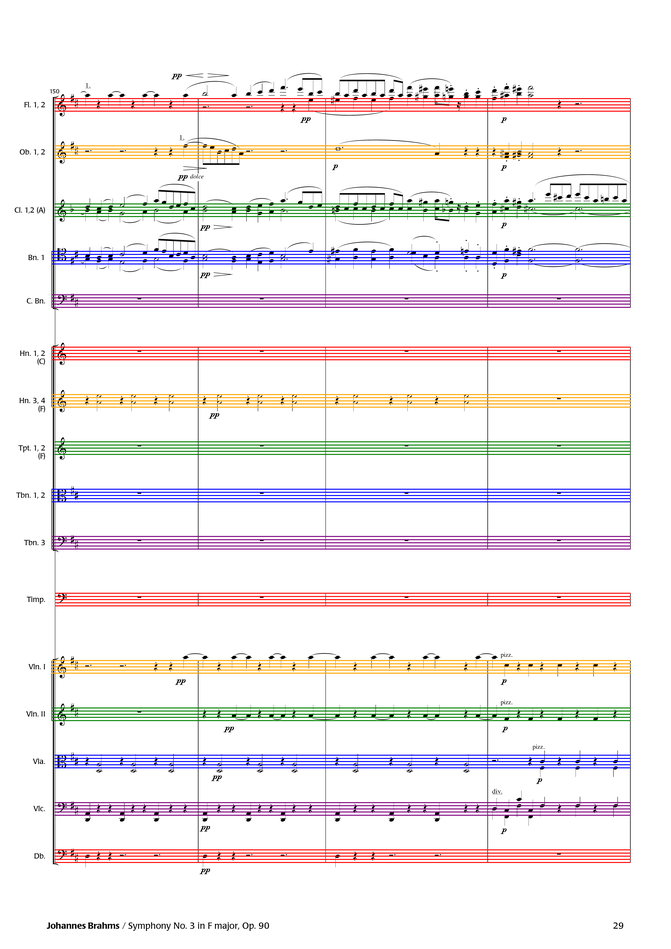 pp
L.
150
Fl. 1, 2
pp
p
L.
Ob. 1, 2
p
p
pp dolce
Cl. 1,2 (A)
pp
p
Bn. 1
pp
p
C. Bn.
Hn. 1, 2
(C)
Hn. 3, 4
(F)
pp
Tpt. 1, 2
(F)
Tbn. 1, 2
Tbn. 3
Timp.
pizz.
Vln. I
pp
p
pizz.
Vln. II
pp
p
pizz.
Vla.
pp
p
div.
Vlc.
pp
p
Db.
pp
Johannes Brahms / Symphony No. 3 in F major, Op. 90
29